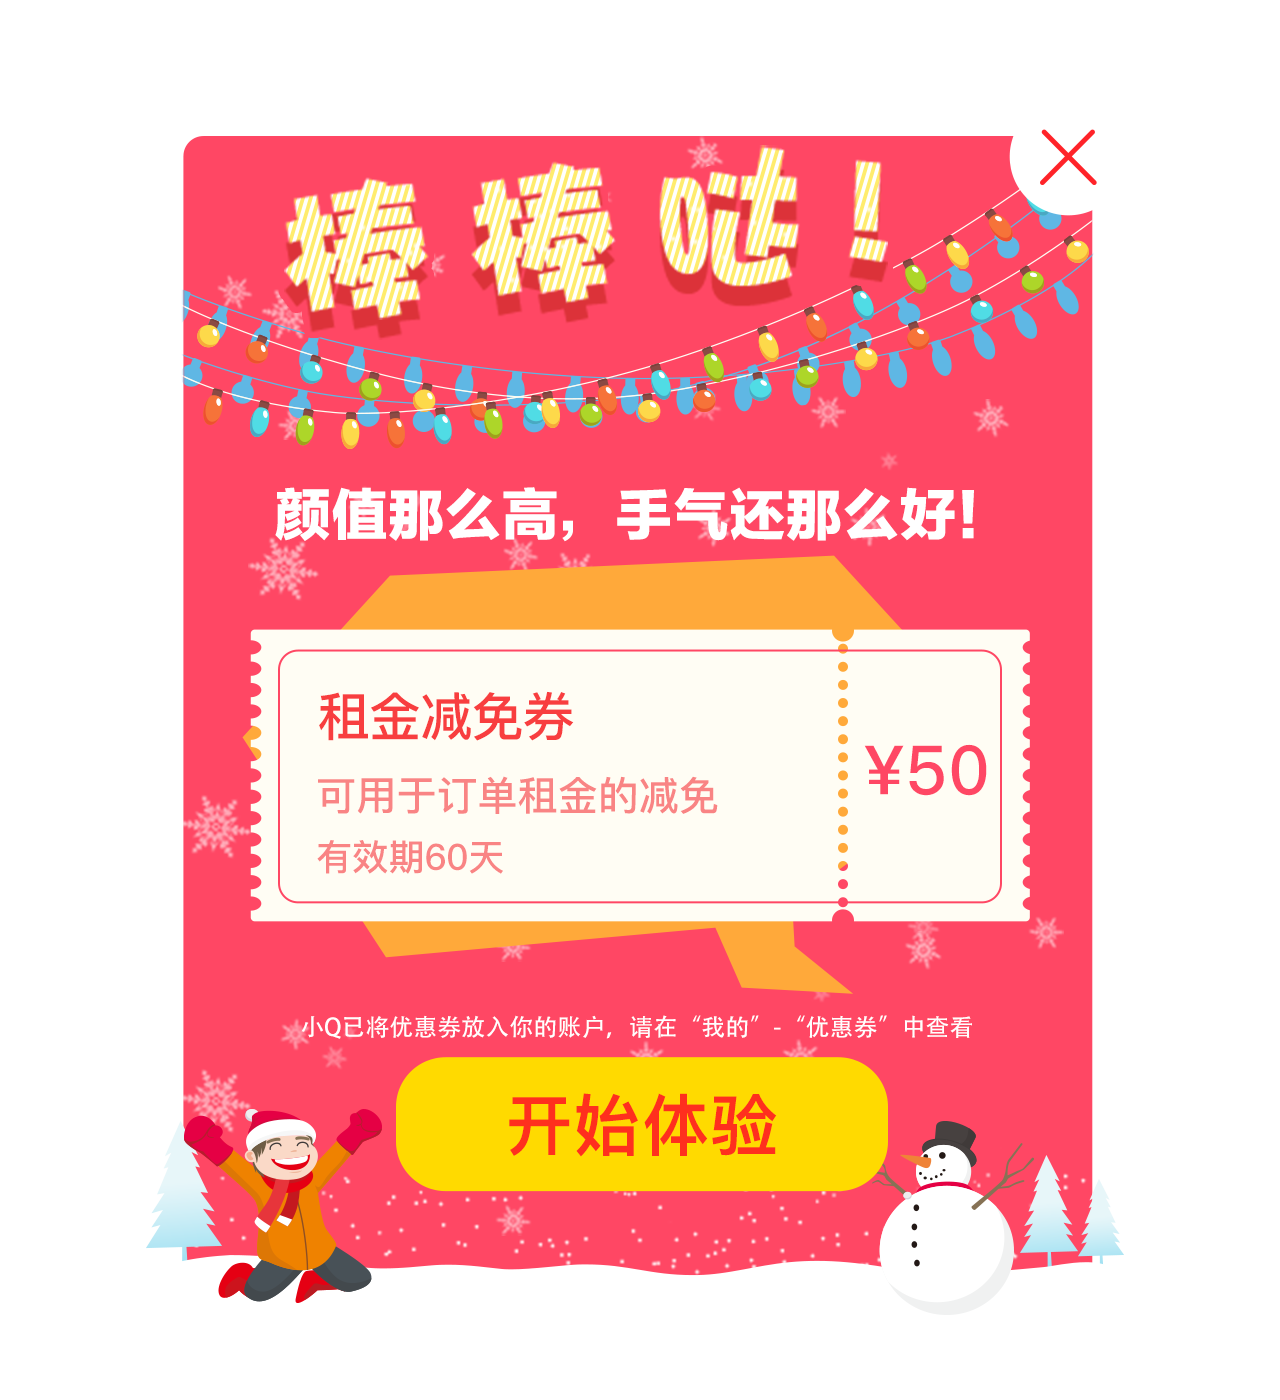 棒棒哒！
颜值那么高，手气还那么好！
租金减免券
可用于订单租金的减免
有效期60天
¥50
小Q已将优惠券放入你的账户，请在“我的”-“优惠券”中查看
开始体验